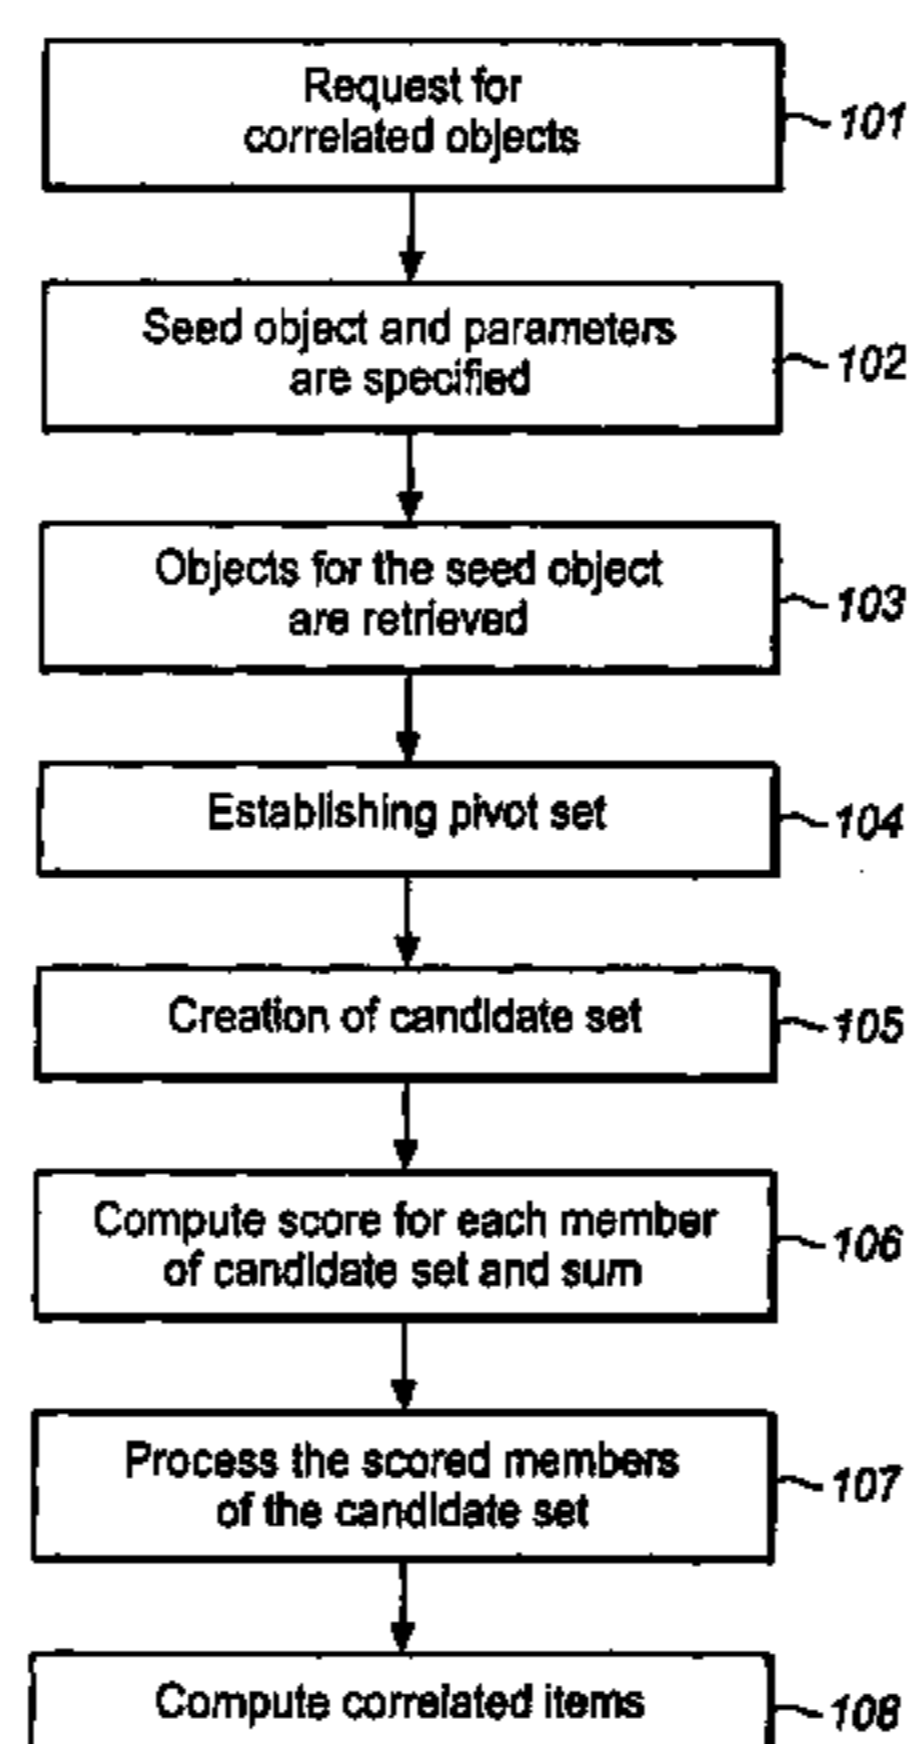 Request for
correlated objects
101
Seed object and parameters
are specified
102
Objects for the seed object
are retrieved
103
Establishing pivot set
104
Creation of candidate set
105
Compute score for each member
of candidate set and sum
106
Process the scored members
of the candidate set
107
Compute correlated items
108